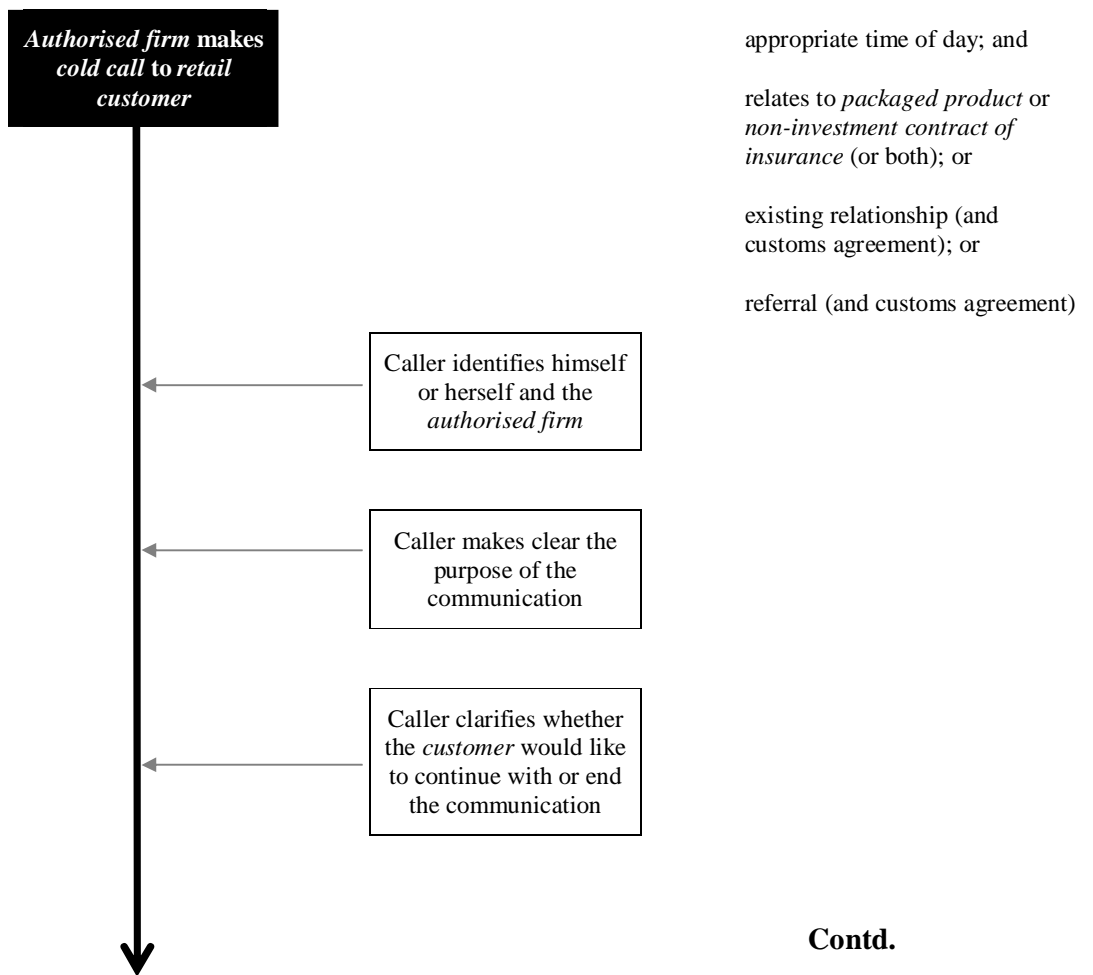 Authorised firm makes
cold call to retail
customer
appropriate time of day; and
relates to packaged product or
non-investment contract of
insurance (or both); or
existing relationship (and
customs agreement); or
referral (and customs agreement)
Caller identifies himself
or herself and the
authorised firm
Caller makes clear the
purpose of the
communication
Caller clarifies whether
the customer would like
to continue with or end
the communication
Contd.